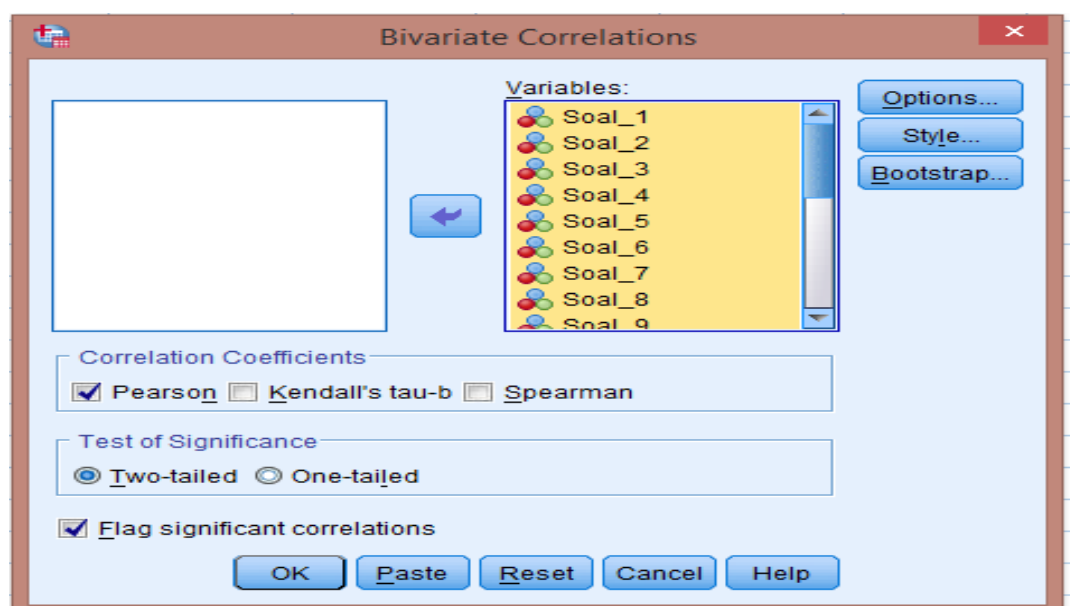 Bivariate Correlations
Variables:
Soal_1
Soal_2
Soal_3
Soal_4
Soal_5
Soal_6
Soal_7
Soal_8
Soal_9
Options...
Style...
Bootstrap...
Correlation Coefficients
Pearson Kendall's tau-b Spearman
Test of Significance
Two-tailed One-tailed
Flag significant correlations
OK Paste Reset Cancel Help